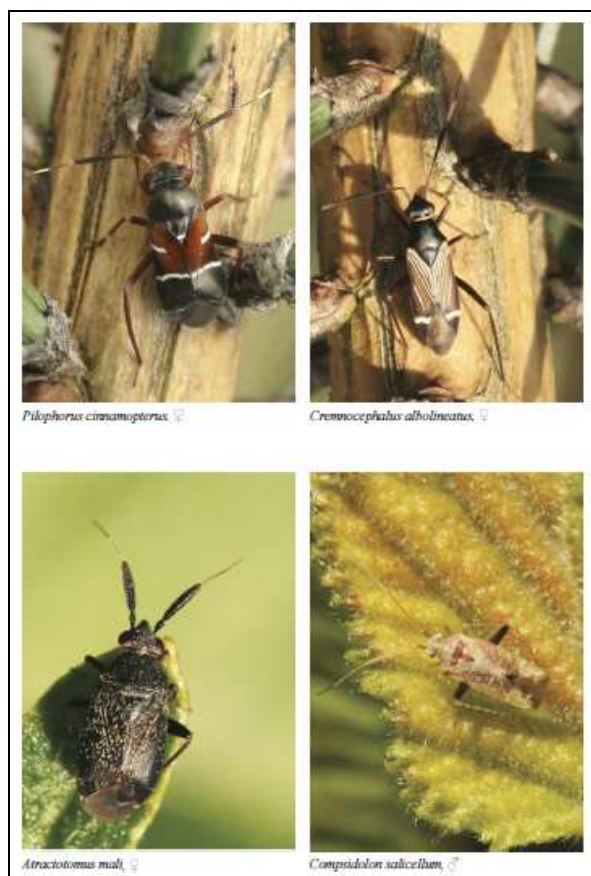 Pilophorus cinnamopterus, ♀
Cremnocephalus albolineatus, ♀
Atractotomus mali, ♀
Compsidolon salicellum, ♂